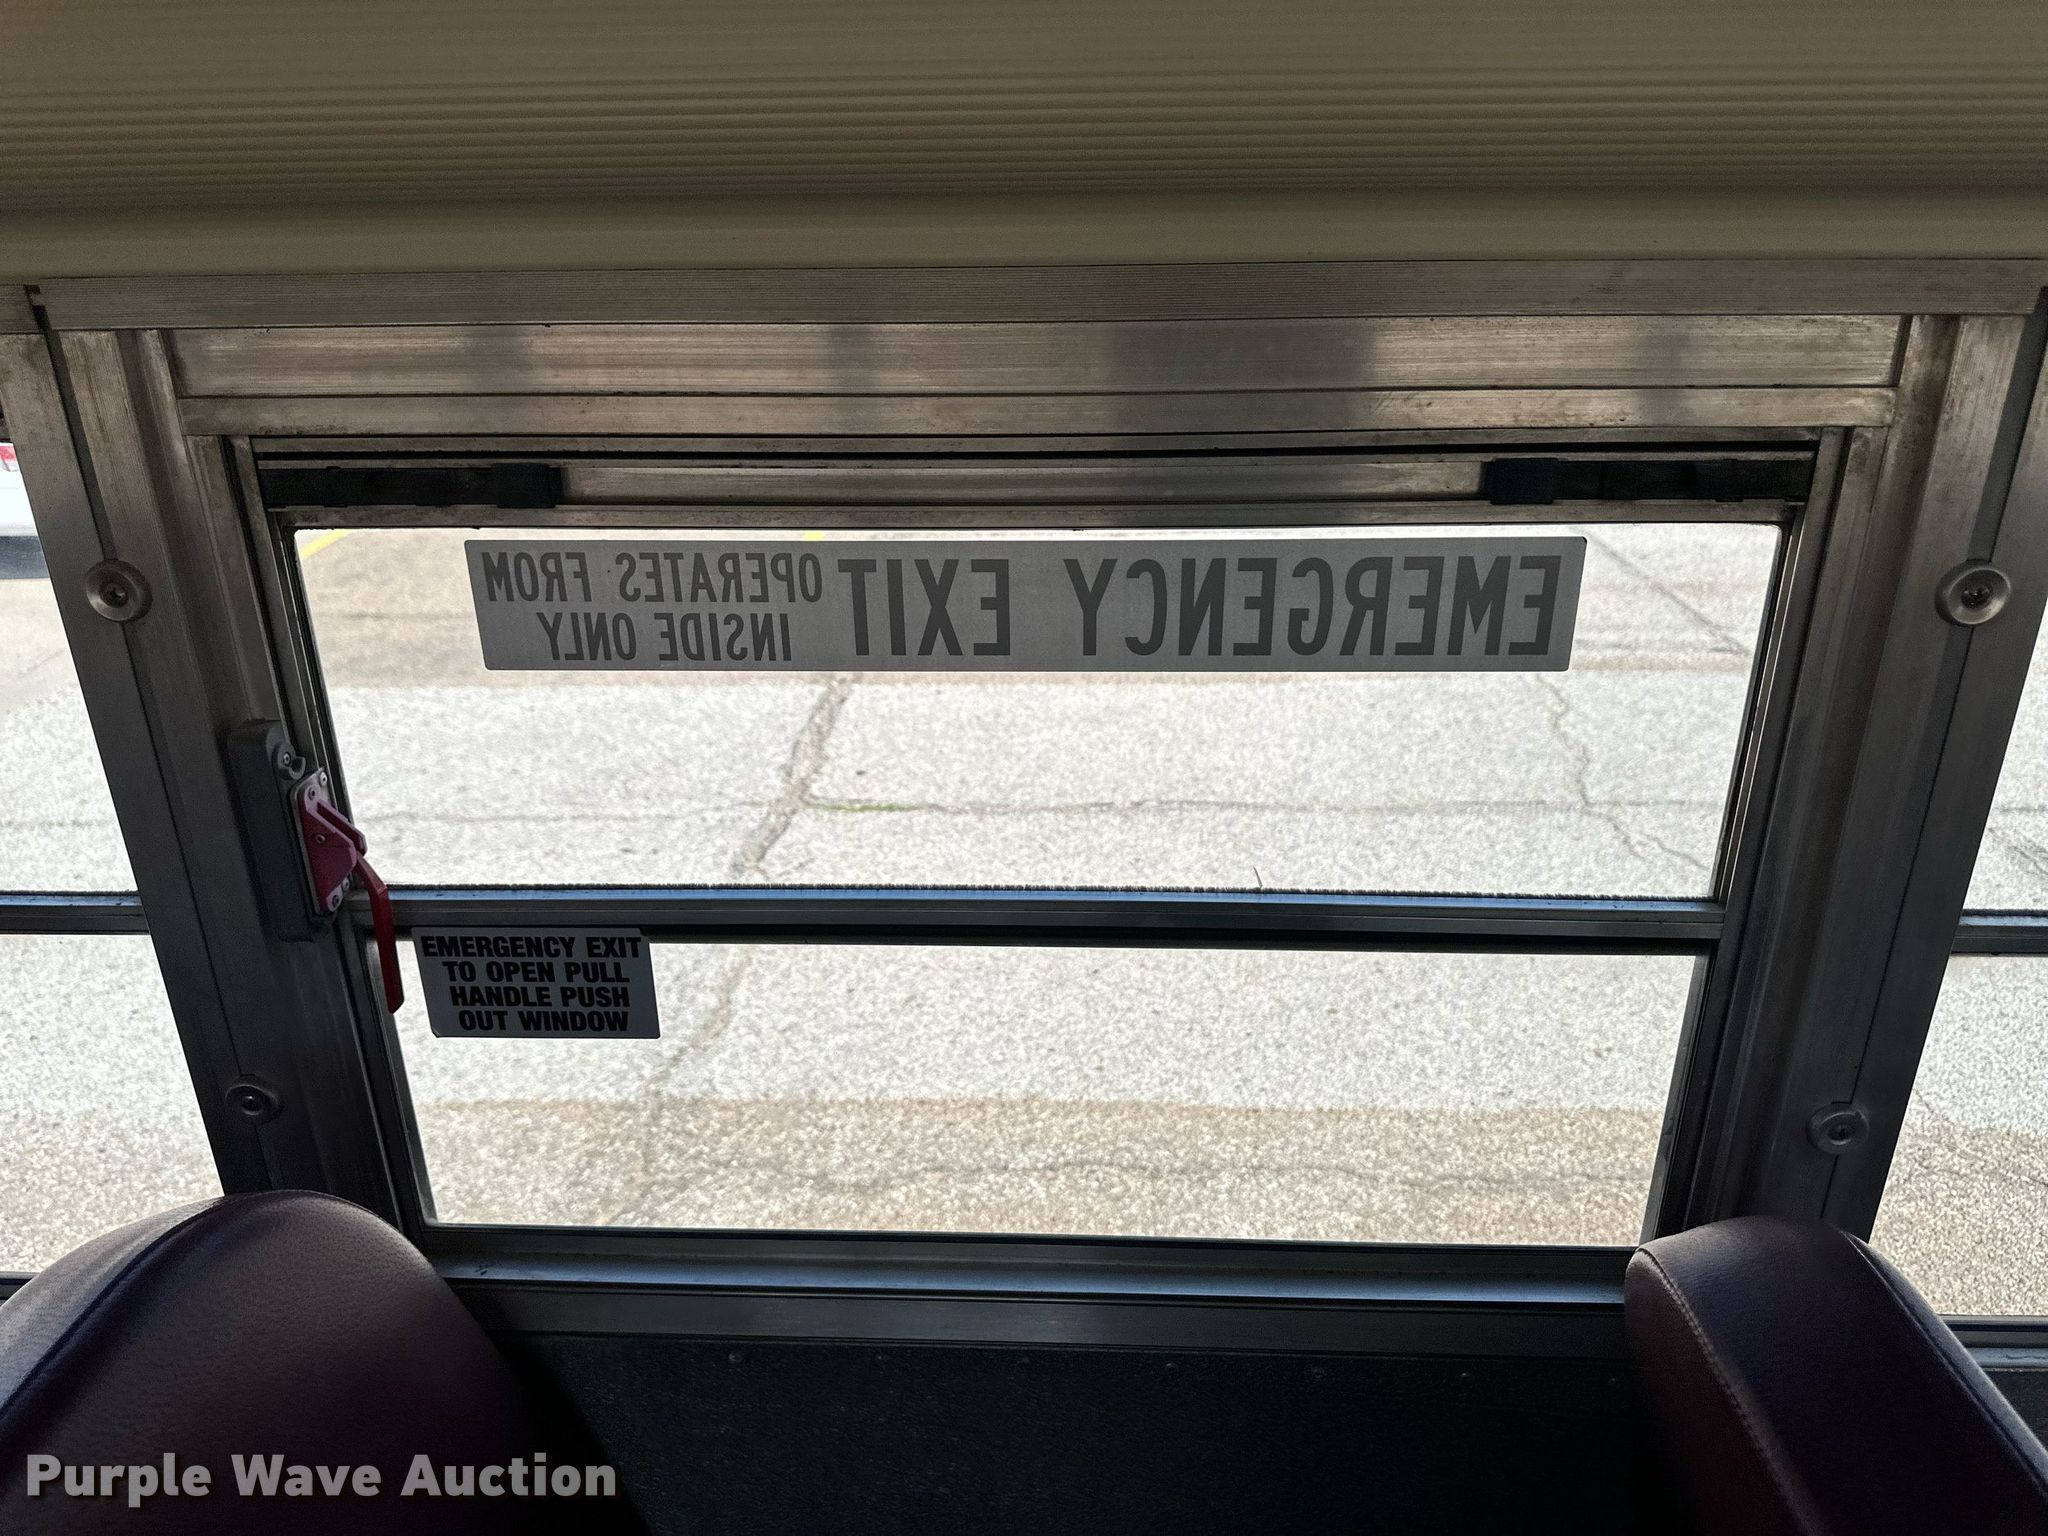 EMERGENCY EXIT OPERATES FROM
INSIDE ONLY
EMERGENCY EXIT
TO OPEN PULL
HANDLE PUSH
OUT WINDOW
Purple Wave Auction